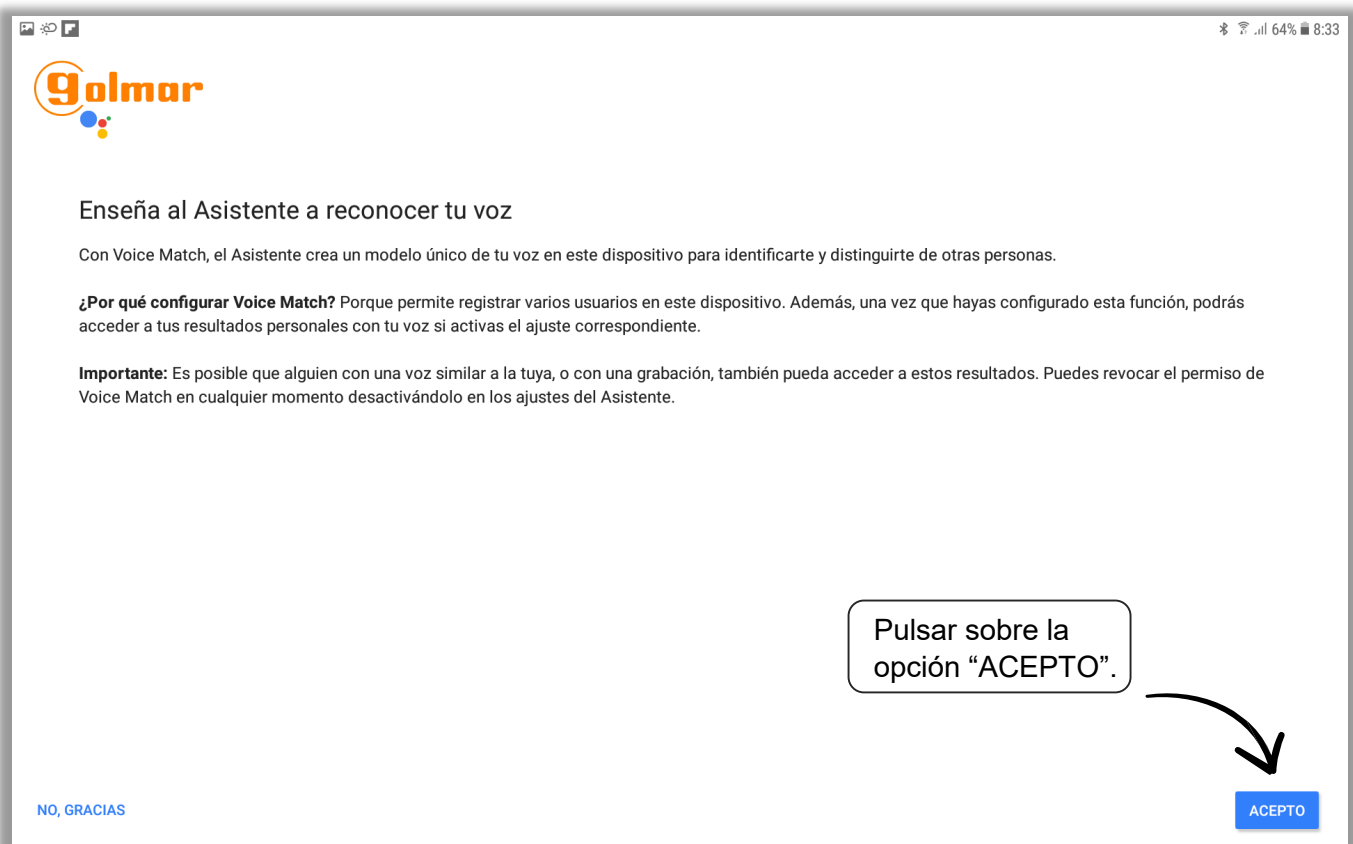 64% 8:33
golmar
Enseña al Asistente a reconocer tu voz
Con Voice Match, el Asistente crea un modelo único de tu voz en este dispositivo para identificarte y distinguirte de otras personas.
¿Por qué configurar Voice Match? Porque permite registrar varios usuarios en este dispositivo. Además, una vez que hayas configurado esta función, podrás
acceder a tus resultados personales con tu voz si activas el ajuste correspondiente.
Importante: Es posible que alguien con una voz similar a la tuya, o con una grabación, también pueda acceder a estos resultados. Puedes revocar el permiso de
Voice Match en cualquier momento desactivándolo en los ajustes del Asistente.
Pulsar sobre la
opción “ACEPTO”.
NO, GRACIAS
ACEPTO